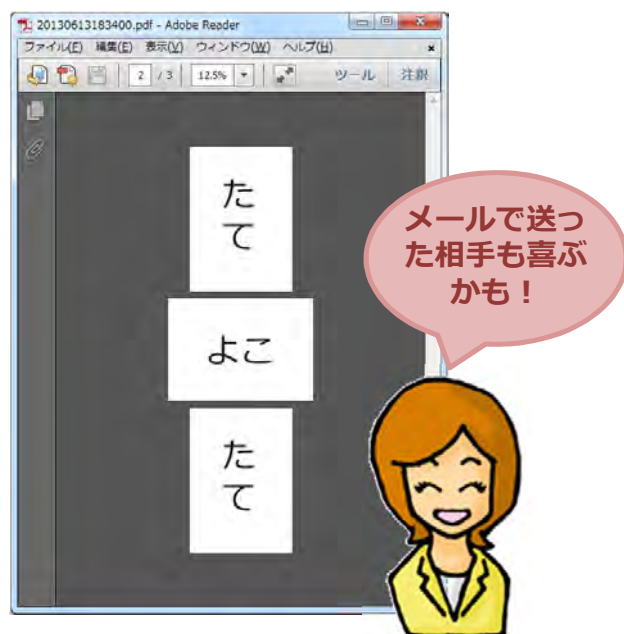 20130613183400.pdf - Adobe Reader
ファイル(F) 編集(E) 表示(V) ウィンドウ(W) ヘルプ(H)
2 / 3 12.5% ツール 注釈
た
て
よこ
た
て
メールで送っ
た相手も喜ぶ
かも！